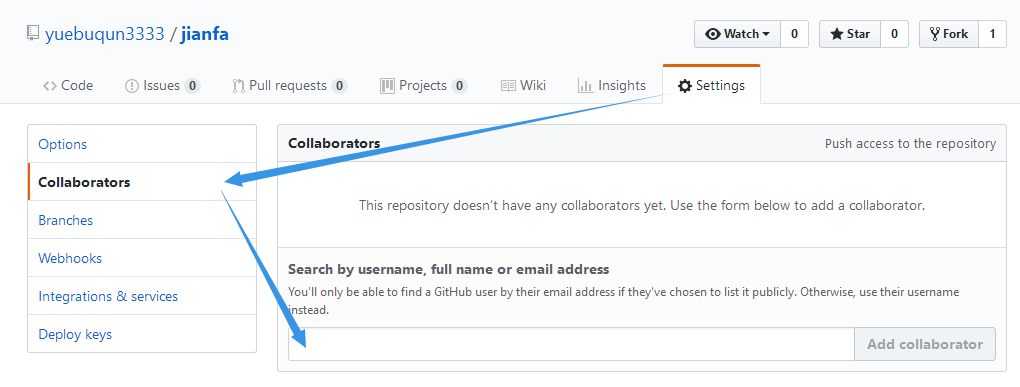 yuebuqun3333 / jianfa
Watch 0 Star 0 Fork 1
Code Issues 0 Pull requests 0 Projects 0 Wiki Insights Settings
Options
Collaborators
Branches
Webhooks
Integrations & services
Deploy keys
Collaborators Push access to the repository
This repository doesn't have any collaborators yet. Use the form below to add a collaborator.
Search by username, full name or email address
You'll only be able to find a GitHub user by their email address if they've chosen to list it publicly. Otherwise, use their username
instead.
Add collaborator